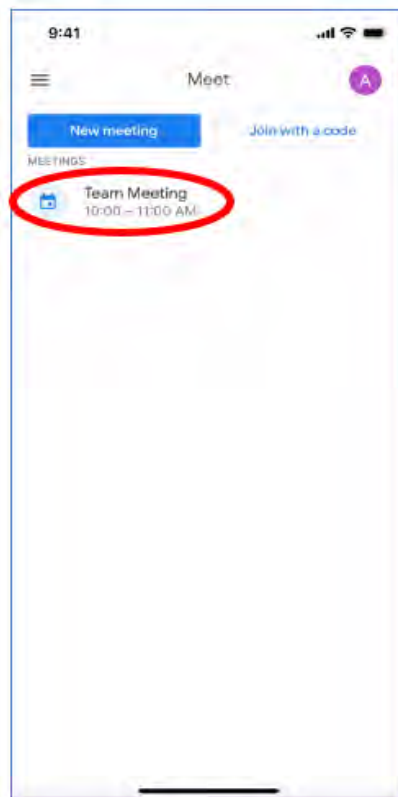 9:41
Meet
A
New meeting
Join with a code
MEETINGS
Team Meeting
10:00 – 11:00 AM